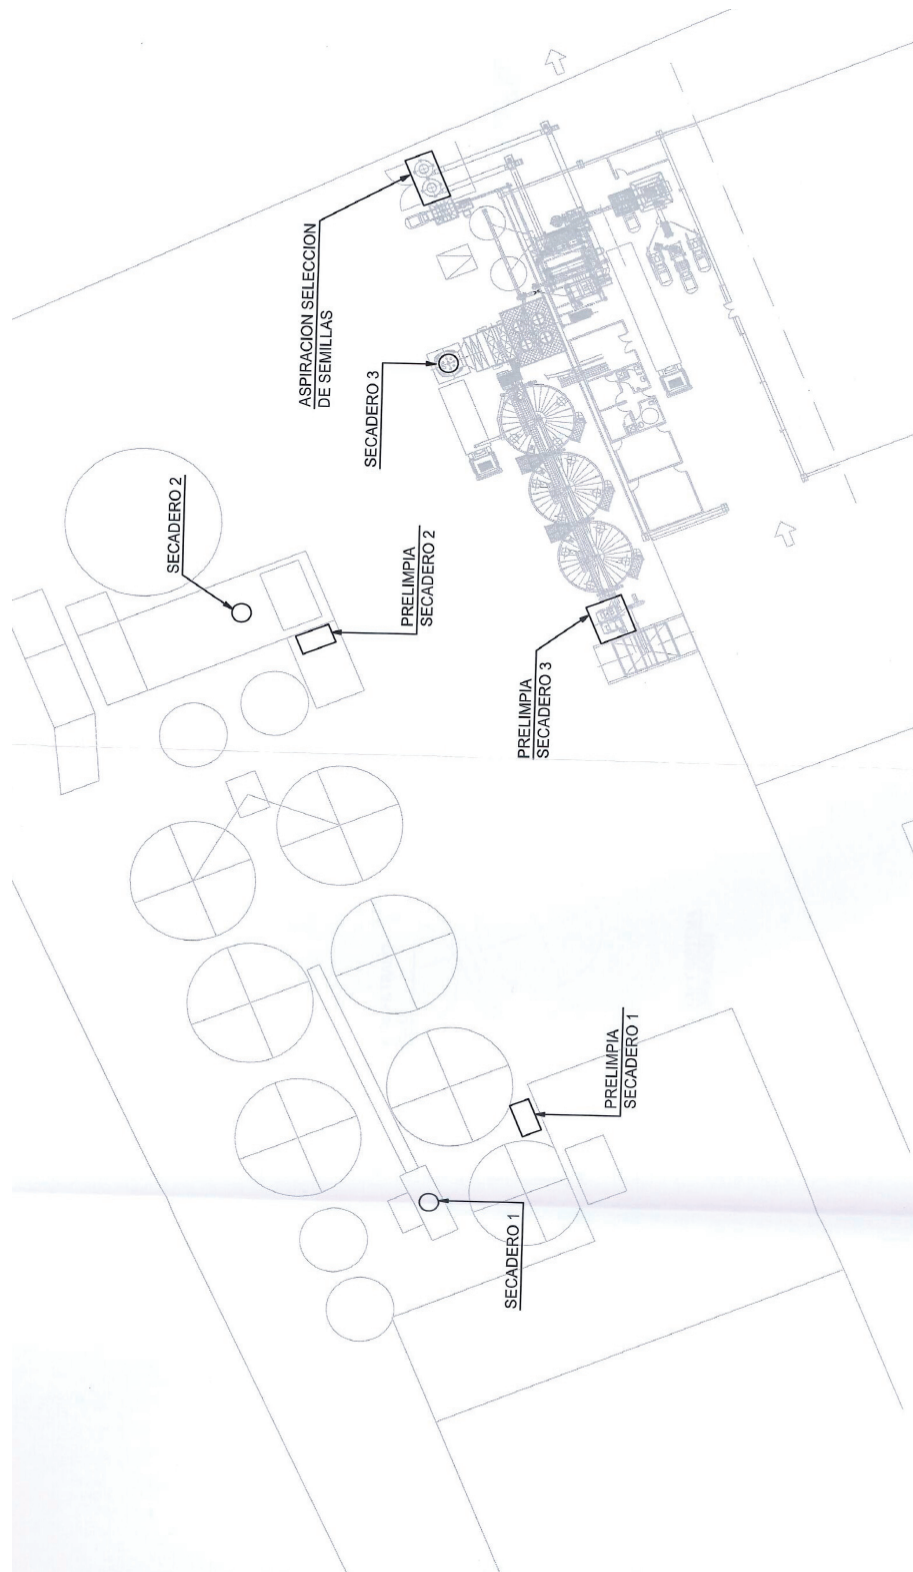 ASPIRACION SELECCION
DE SEMILLAS
SECADERO 3
SECADERO 2
PRELIMPIA
SECADERO 2
PRELIMPIA
SECADERO 3
PRELIMPIA
SECADERO 1
SECADERO 1